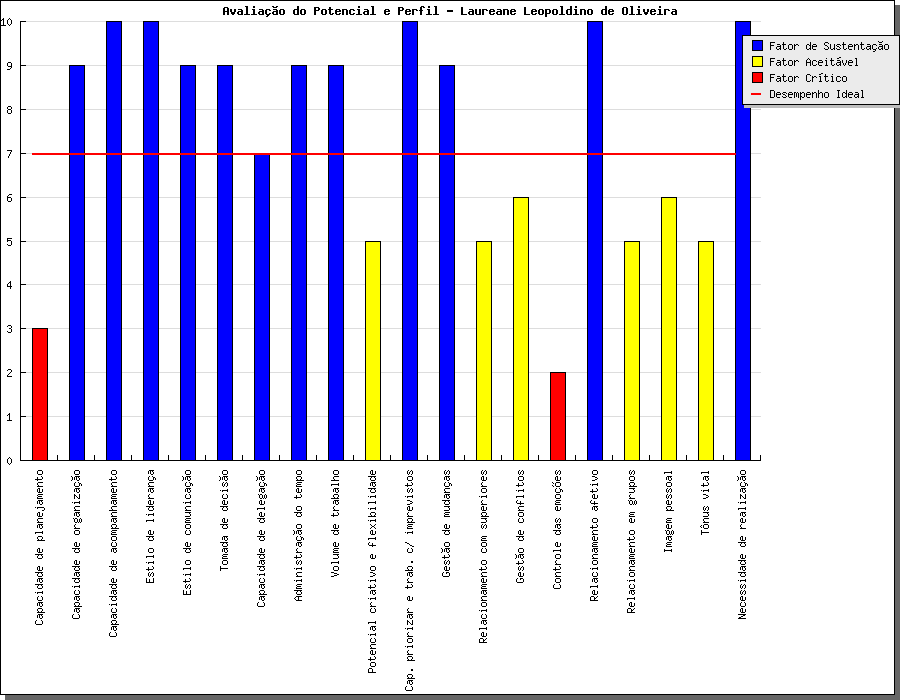 Avaliação do Potencial e Perfil - Laureane Leopoldino de Oliveira
Fator de Sustentação
Fator Aceitável
Fator Crítico
Desempenho Ideal
10
9
8
7
6
5
4
3
2
1
0
Capacidade de planejamento
Capacidade de organização
Capacidade de acompanhamento
Estilo de liderança
Estilo de comunicação
Tomada de decisão
Capacidade de delegação
Administração do tempo
Volume de trabalho
Potencial criativo e flexibilidade
Cap. priorizar e trab. c/ imprevistos
Gestão de mudanças
Relacionamento com superiores
Gestão de conflitos
Controle das emoções
Relacionamento afetivo
Relacionamento em grupos
Imagem pessoal
Tônus vital
Necessidade de realização